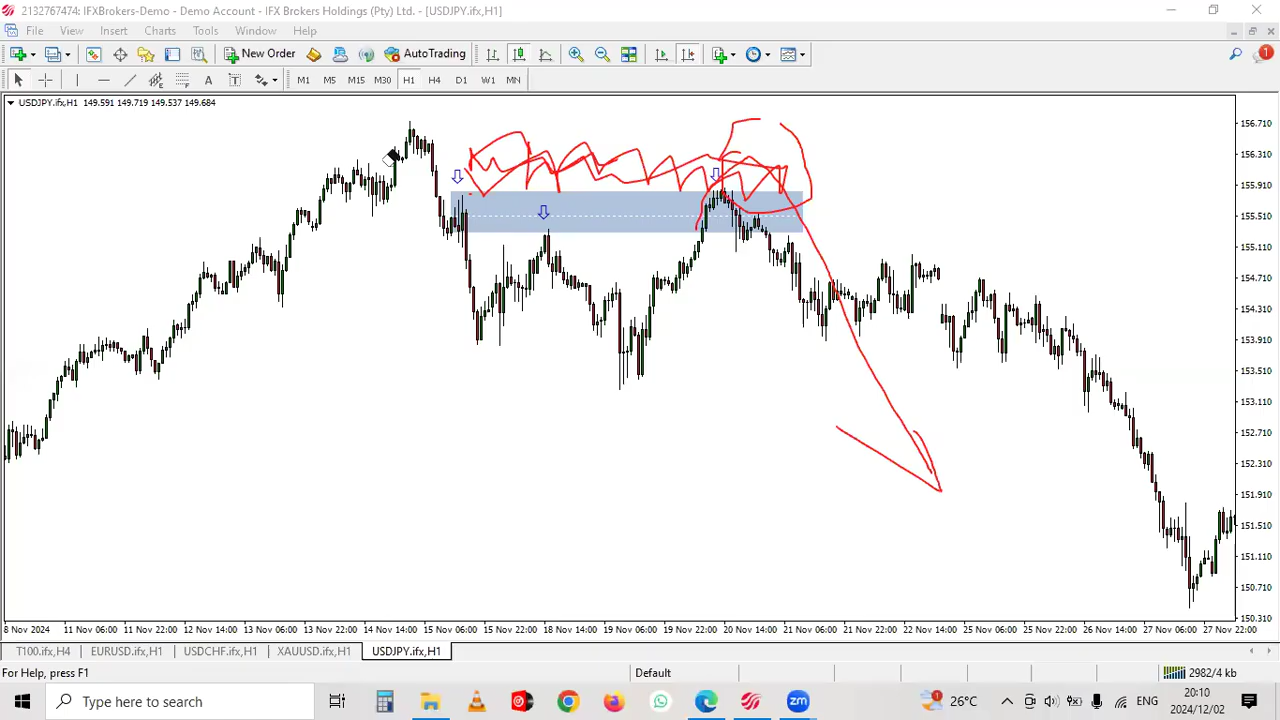 2132767474: IFXBrokers-Demo - Demo Account - IFX Brokers Holdings (Pty) Ltd. - [USDJPY.ifx,H1]
File View Insert Charts Tools Window Help
New Order AutoTrading 1
A T M1 M5 M15 M30 H1 H4 D1 W1 MN
USDJPY.ifx,H1 149.591 149.719 149.537 149.684
156.710
156.310
155.910
155.510
155.110
154.710
154.310
153.910
153.510
153.110
152.710
152.310
151.910
151.510
151.110
150.710
150.310
8 Nov 2024 11 Nov 06:00 11 Nov 22:00 12 Nov 14:00 13 Nov 06:00 13 Nov 22:00 14 Nov 14:00 15 Nov 06:00 15 Nov 22:00 18 Nov 14:00 19 Nov 06:00 19 Nov 22:00 20 Nov 14:00 21 Nov 06:00 21 Nov 22:00 22 Nov 14:00 25 Nov 06:00 25 Nov 22:00 26 Nov 14:00 27 Nov 06:00 27 Nov 22:00
T100.ifx,H4 EURUSD.ifx,H1 USDCHF.ifx,H1 XAUUSD.ifx,H1 USDJPY.ifx,H1
For Help, press F1 Default 2982/4 kb
Type here to search zm 1 26°C ENG 20:10
2024/12/02